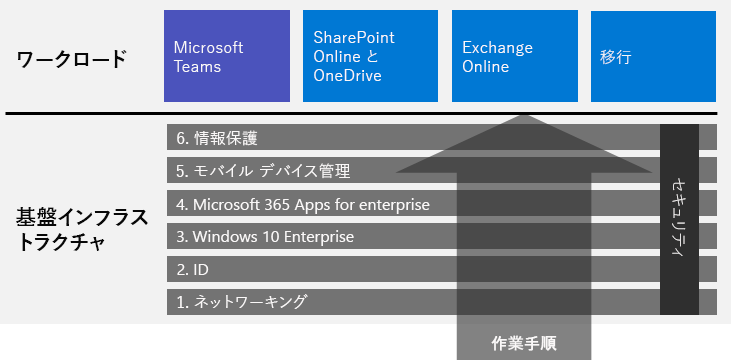 ワークロード
Microsoft
Teams
SharePoint
Online と
OneDrive
Exchange
Online
移行
基盤インフラス
トラクチャ
6. 情報保護
5. モバイル デバイス管理
4. Microsoft 365 Apps for enterprise
3. Windows 10 Enterprise
2. ID
1. ネットワーキング
セキュリティ
作業手順